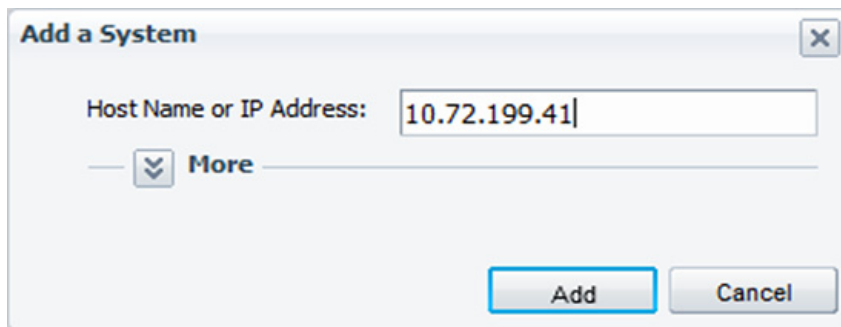 Add a System
Host Name or IP Address: 10.72.199.41
More
Add Cancel